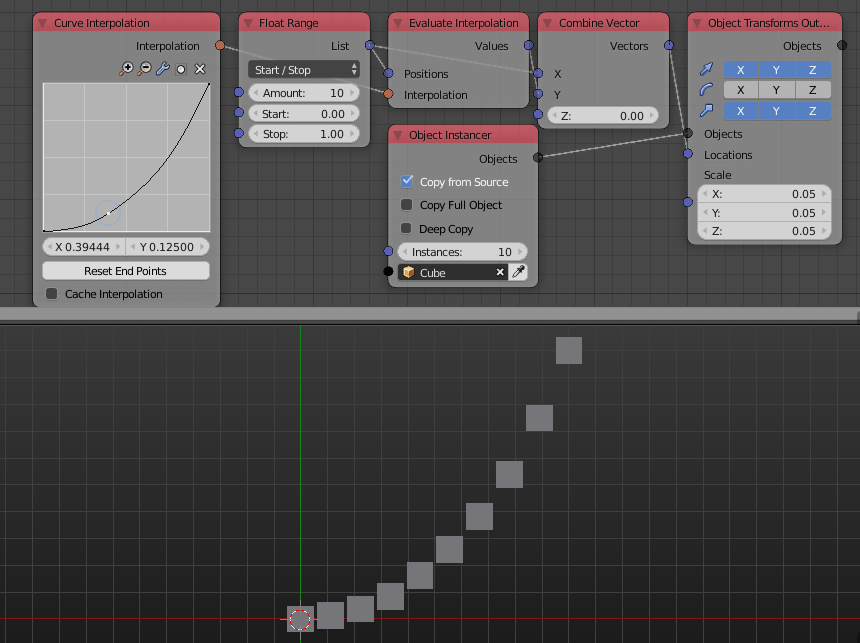 Curve Interpolation
Interpolation
X 0.39444
Y 0.12500
Reset End Points
Cache Interpolation
Float Range
List
Start / Stop
Amount: 10
Start: 0.00
Stop: 1.00
Evaluate Interpolation
Values
Positions
Interpolation
Object Instancer
Objects
Copy from Source
Copy Full Object
Deep Copy
Instances: 10
Cube
Combine Vector
Vectors
X
Y
Z: 0.00
Object Transforms Out...
Objects
X Y Z
X Y Z
X Y Z
Objects
Locations
Scale
X: 0.05
Y: 0.05
Z: 0.05